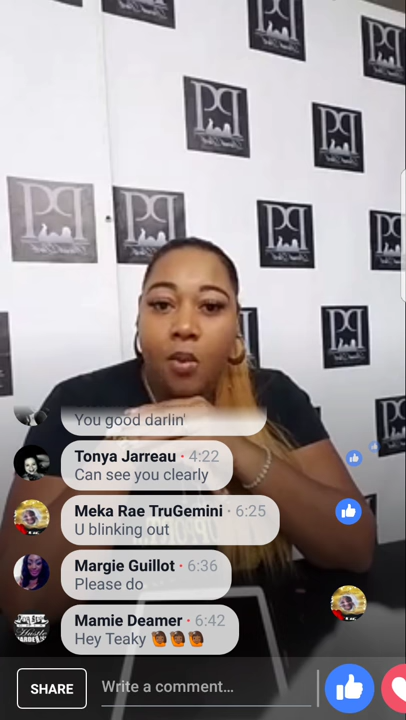 You good darlin'
Tonya Jarreau • 4:22
Can see you clearly
Meka Rae TruGemini · 6:25
U blinking out
Margie Guillot • 6:36
Please do
Mamie Deamer • 6:42
Hey Teaky 🙋🏾🙋🏾🙋🏾
SHARE
Write a comment...